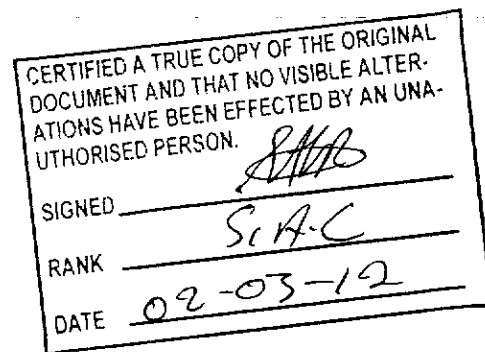 CERTIFIED A TRUE COPY OF THE ORIGINAL
DOCUMENT AND THAT NO VISIBLE ALTER-
ATIONS HAVE BEEN EFFECTED BY AN UNA-
UTHORISED PERSON.
SIGNED
RANK S.A.C
DATE 02-03-12